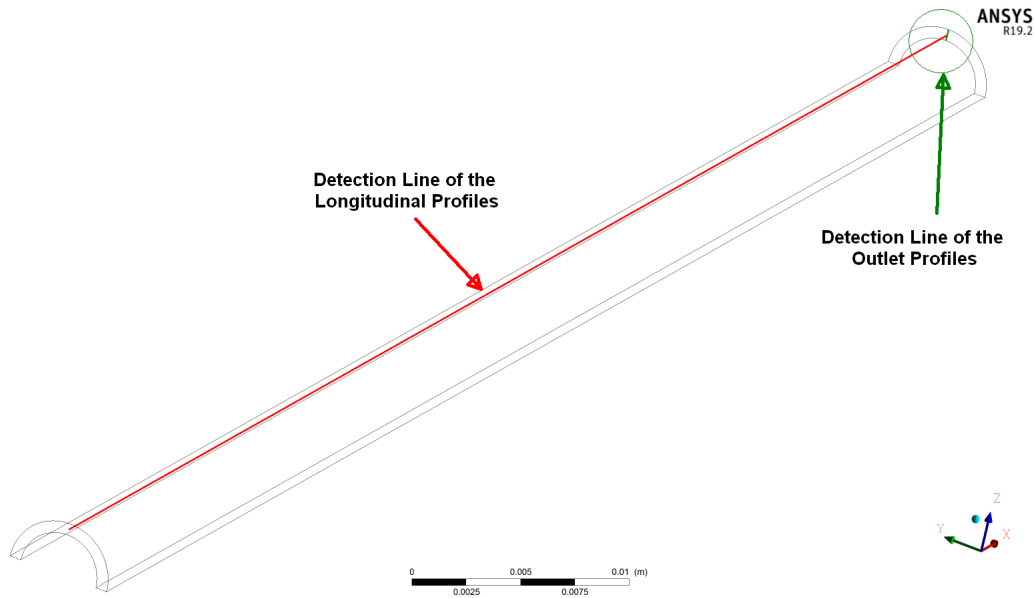 ANSYS
R19.2
Detection Line of the
Longitudinal Profiles
Detection Line of the
Outlet Profiles
Z
Y
X
0
0.005
0.01 (m)
0.0025
0.0075